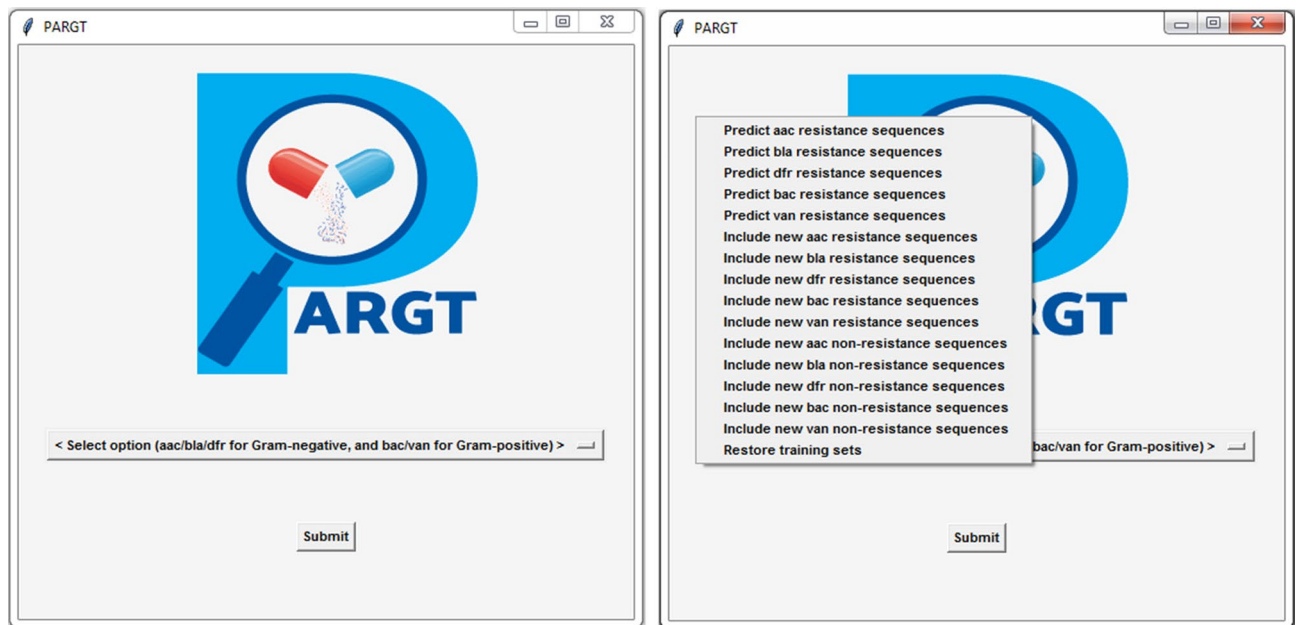 PARGT
PARGT
< Select option (aac/bla/dfr for Gram-negative, and bac/van for Gram-positive) >
Submit
PARGT
Predict aac resistance sequences
Predict bla resistance sequences
Predict dfr resistance sequences
Predict bac resistance sequences
Predict van resistance sequences
Include new aac resistance sequences
Include new bla resistance sequences
Include new dfr resistance sequences
Include new bac resistance sequences
Include new van resistance sequences
Include new aac non-resistance sequences
Include new bla non-resistance sequences
Include new dfr non-resistance sequences
Include new bac non-resistance sequences
Include new van non-resistance sequences
Restore training sets
GT
bac/van for Gram-positive) >
Submit